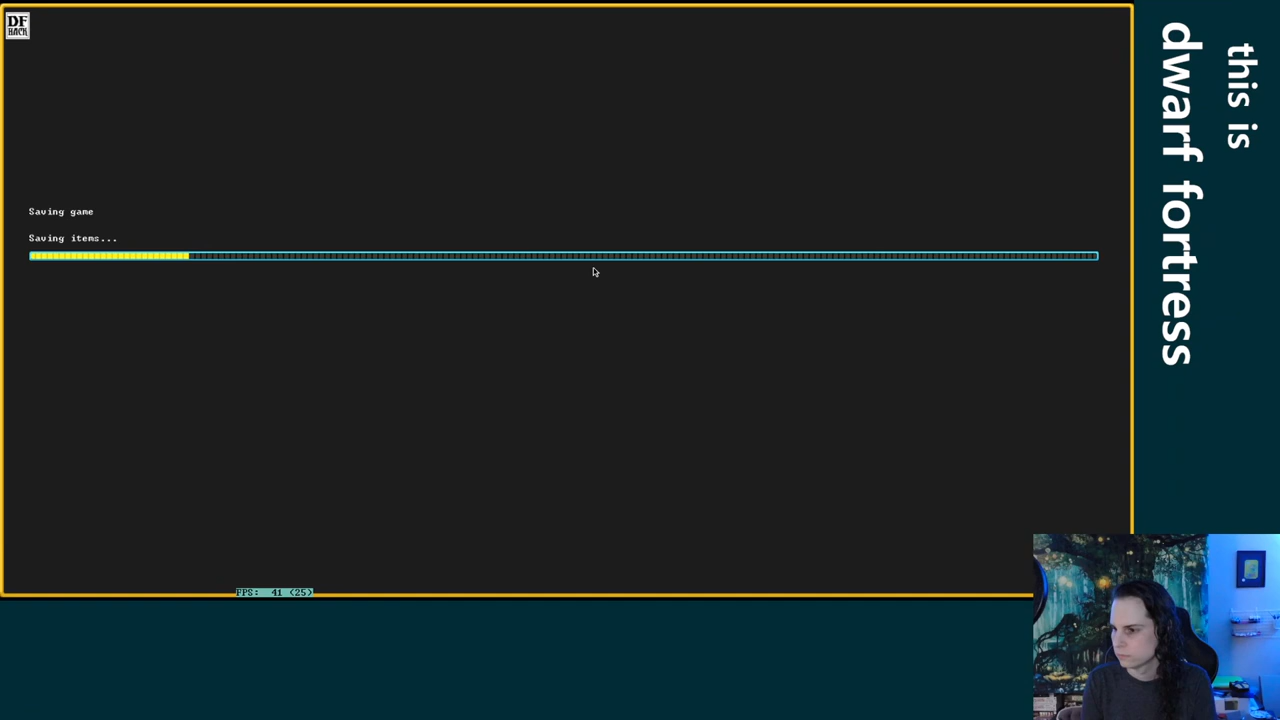 DF
HACK
Saving game
Saving items...
FPS: 41 (25)
this is
dwarf fortress